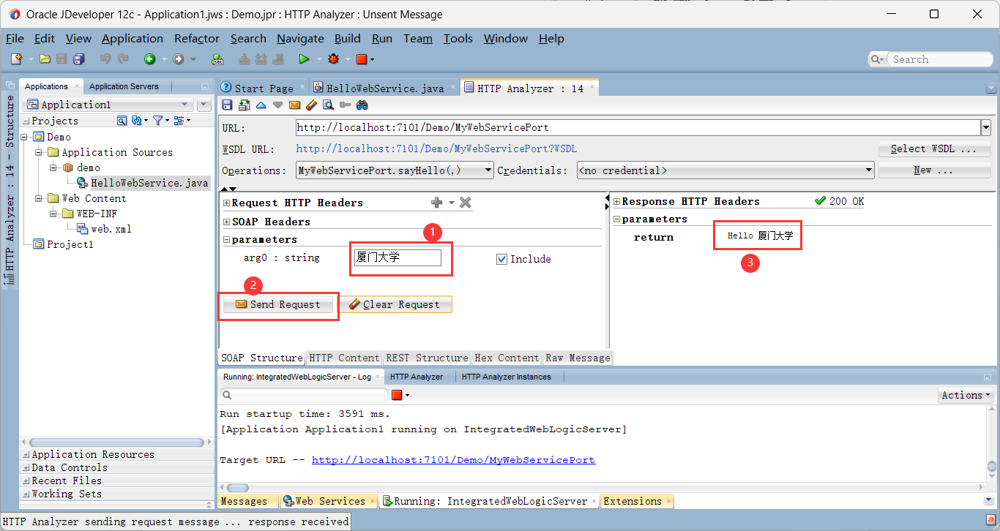 Oracle JDeveloper 12c - Application1.jws : Demo.jpr : HTTP Analyzer : Unsent Message
File Edit View Application Refactor Search Navigate Build Run Team Tools Window Help
Search
Applications Application Servers
Start Page HelloWebService.java HTTP Analyzer : 14
Application1
Projects
Demo
Application Sources
demo
HelloWebService.java
Web Content
WEB-INF
web.xml
Project1
Application Resources
Data Controls
Recent Files
Working Sets
HTTP Analyzer : 14 - Structure
URL: http://localhost:7101/Demo/MyWebServicePort
WSDL URL: http://localhost:7101/Demo/MyWebServicePort?WSDL Select WSDL ...
Operations: MyWebServicePort.sayHello(,) Credentials: <no credential> New ...
Request HTTP Headers
SOAP Headers
parameters
1
arg0 : string 厦门大学 Include
2
Send Request Clear Request
Response HTTP Headers 200 OK
parameters
return Hello 厦门大学
3
SOAP Structure HTTP Content REST Structure Hex Content Raw Message
Running: IntegratedWebLogicServer - Log HTTP Analyzer HTTP Analyzer Instances
Actions
Run startup time: 3591 ms.
[Application Application1 running on IntegratedWebLogicServer]
Target URL -- http://localhost:7101/Demo/MyWebServicePort
Messages Web Services Running: IntegratedWebLogicServer Extensions
HTTP Analyzer sending request message ... response received